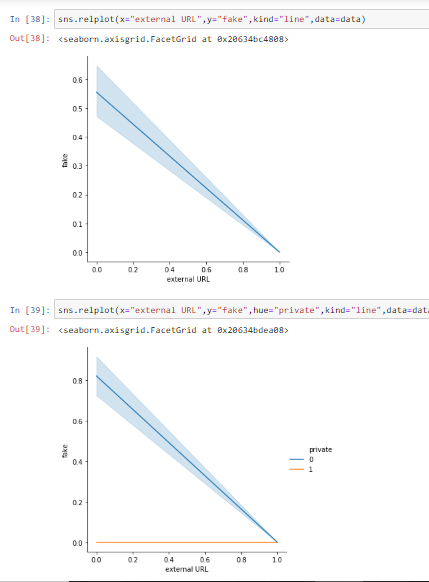 In [38]: sns.relplot(x="external URL",y="fake",kind="line",data=data)
Out[38]: <seaborn.axisgrid.FacetGrid at 0x20634bc4808>
0.6
0.5
0.4
0.3
0.2
0.1
0.0
fake
0.0 0.2 0.4 0.6 0.8 1.0
external URL
In [39]: sns.relplot(x="external URL",y="fake",hue="private",kind="line",data=data
Out[39]: <seaborn.axisgrid.FacetGrid at 0x20634bdea08>
0.8
0.6
0.4
0.2
0.0
fake
private
0
1
0.0 0.2 0.4 0.6 0.8 1.0
external URL